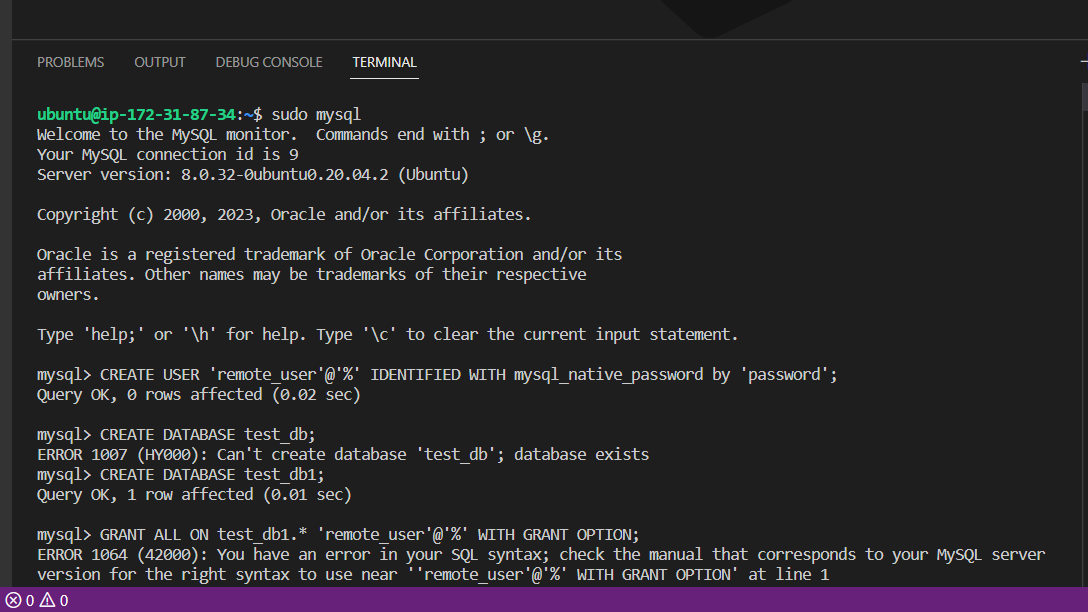 PROBLEMS OUTPUT DEBUG CONSOLE TERMINAL
ubuntu@ip-172-31-87-34:~$ sudo mysql
Welcome to the MySQL monitor.  Commands end with ; or \g.
Your MySQL connection id is 9
Server version: 8.0.32-0ubuntu0.20.04.2 (Ubuntu)
Copyright (c) 2000, 2023, Oracle and/or its affiliates.
Oracle is a registered trademark of Oracle Corporation and/or its
affiliates. Other names may be trademarks of their respective
owners.
Type 'help;' or '\h' for help. Type '\c' to clear the current input statement.
mysql> CREATE USER 'remote_user'@'%' IDENTIFIED WITH mysql_native_password by 'password';
Query OK, 0 rows affected (0.02 sec)
mysql> CREATE DATABASE test_db;
ERROR 1007 (HY000): Can't create database 'test_db'; database exists
mysql> CREATE DATABASE test_db1;
Query OK, 1 row affected (0.01 sec)
mysql> GRANT ALL ON test_db1.* 'remote_user'@'%' WITH GRANT OPTION;
ERROR 1064 (42000): You have an error in your SQL syntax; check the manual that corresponds to your MySQL server
version for the right syntax to use near ''remote_user'@'%' WITH GRANT OPTION' at line 1
0 0